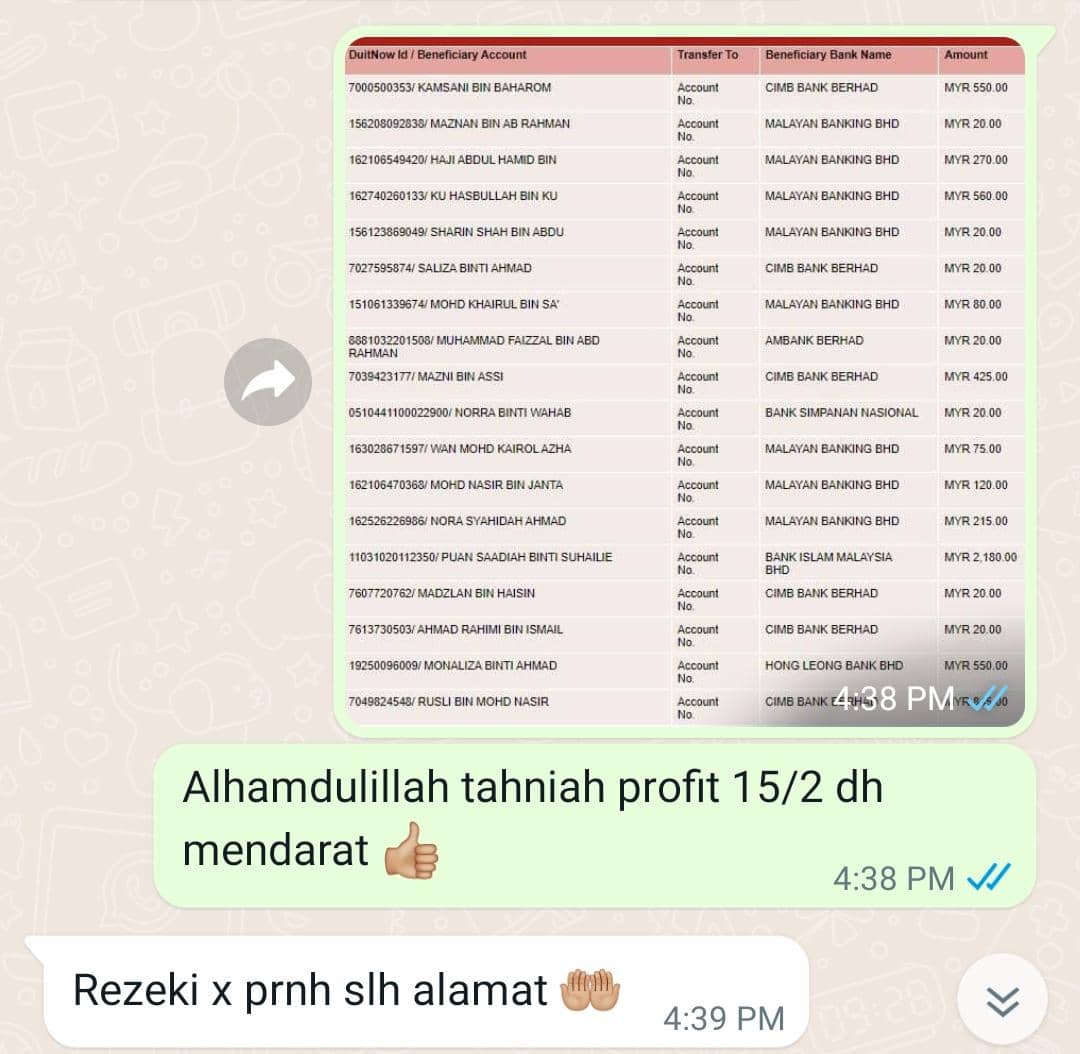 DuitNow Id / Beneficiary Account Transfer To Beneficiary Bank Name Amount
7000500353/ KAMSANI BIN BAHAROM Account No. CIMB BANK BERHAD MYR 550.00
156208092838/ MAZNAN BIN AB RAHMAN Account No. MALAYAN BANKING BHD MYR 20.00
162106549420/ HAJI ABDUL HAMID BIN Account No. MALAYAN BANKING BHD MYR 270.00
162740260133/ KU HASBULLAH BIN KU Account No. MALAYAN BANKING BHD MYR 560.00
156123869049/ SHARIN SHAH BIN ABDU Account No. MALAYAN BANKING BHD MYR 20.00
7027595874/ SALIZA BINTI AHMAD Account No. CIMB BANK BERHAD MYR 20.00
151061339674/ MOHD KHAIRUL BIN SA' Account No. MALAYAN BANKING BHD MYR 80.00
8881032201508/ MUHAMMAD FAIZZAL BIN ABD RAHMAN Account No. AMBANK BERHAD MYR 20.00
7039423177/ MAZNI BIN ASSI Account No. CIMB BANK BERHAD MYR 425.00
0510441100022900/ NORRA BINTI WAHAB Account No. BANK SIMPANAN NASIONAL MYR 20.00
163028671597/ WAN MOHD KAIROL AZHA Account No. MALAYAN BANKING BHD MYR 75.00
162106470368/ MOHD NASIR BIN JANTA Account No. MALAYAN BANKING BHD MYR 120.00
162526226986/ NORA SYAHIDAH AHMAD Account No. MALAYAN BANKING BHD MYR 215.00
11031020112350/ PUAN SAADIAH BINTI SUHAILIE Account No. BANK ISLAM MALAYSIA BHD MYR 2,180.00
7607720762/ MADZLAN BIN HAISIN Account No. CIMB BANK BERHAD MYR 20.00
7613730503/ AHMAD RAHIMI BIN ISMAIL Account No. CIMB BANK BERHAD MYR 20.00
19250096009/ MONALIZA BINTI AHMAD Account No. HONG LEONG BANK BHD MYR 550.00
7049824548/ RUSLI BIN MOHD NASIR Account No. CIMB BANK
4:38 PM
Alhamdulillah tahniah profit 15/2 dh
mendarat 👍🏼
4:38 PM
Rezeki x prnh slh alamat 🤲🏼
4:39 PM